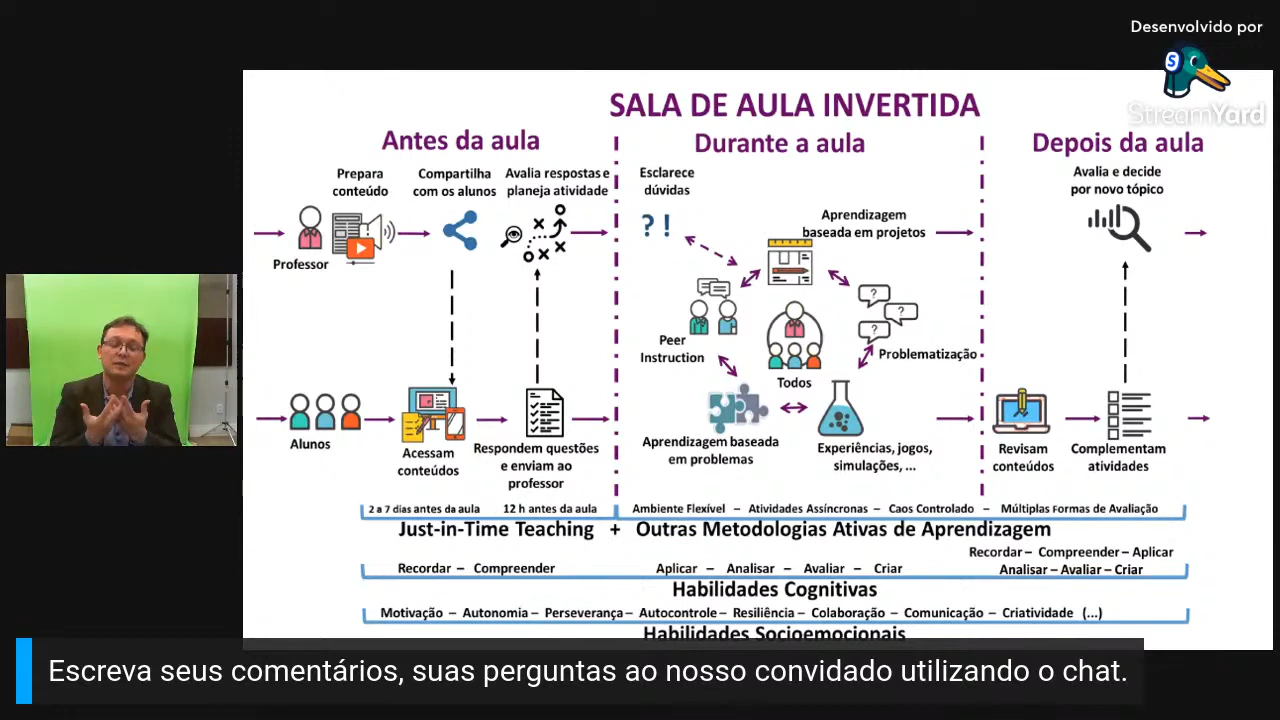 Desenvolvido por
S
StreamYard
SALA DE AULA INVERTIDA
Antes da aula
Durante a aula
Depois da aula
Prepara
conteúdo
Compartilha
com os alunos
Avalia respostas e
planeja atividade
Esclarece
dúvidas
? !
Aprendizagem
baseada em projetos
Avalia e decide
por novo tópico
Professor
?
?
?
Peer
Instruction
Problematização
Todos
Alunos
Acessam
conteúdos
Respondem questões
e enviam ao
professor
Aprendizagem baseada
em problemas
Experiências, jogos,
simulações, ...
Revisam
conteúdos
Complementam
atividades
2 a 7 dias antes da aula
12 h antes da aula
Ambiente Flexível – Atividades Assíncronas – Caos Controlado – Múltiplas Formas de Avaliação
Just-in-Time Teaching + Outras Metodologias Ativas de Aprendizagem
Recordar – Compreender
Aplicar – Analisar – Avaliar – Criar
Recordar – Compreender – Aplicar
Analisar – Avaliar – Criar
Habilidades Cognitivas
Motivação – Autonomia – Perseverança – Autocontrole – Resiliência – Colaboração – Comunicação – Criatividade (...)
Habilidades Socioemocionais
Escreva seus comentários, suas perguntas ao nosso convidado utilizando o chat.